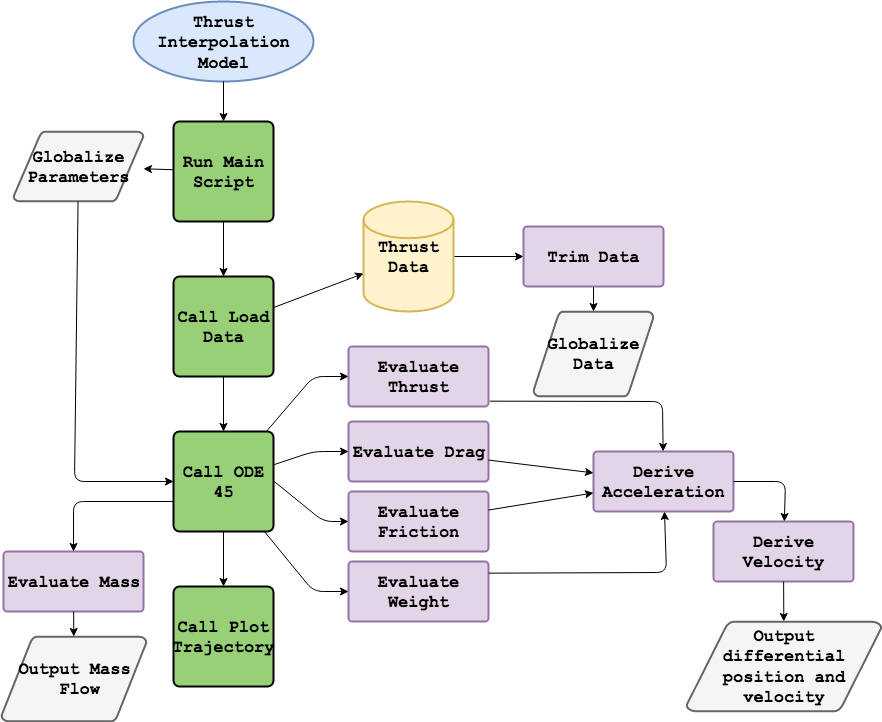 Thrust
Interpolation
Model
Globalize
Parameters
Run Main
Script
Thrust
Data
Trim Data
Call Load
Data
Globalize
Data
Evaluate
Thrust
Call ODE
45
Evaluate Drag
Derive
Acceleration
Evaluate
Friction
Derive
Velocity
Evaluate Mass
Evaluate
Weight
Call Plot
Trajectory
Output Mass
Flow
Output
differential
position and
velocity